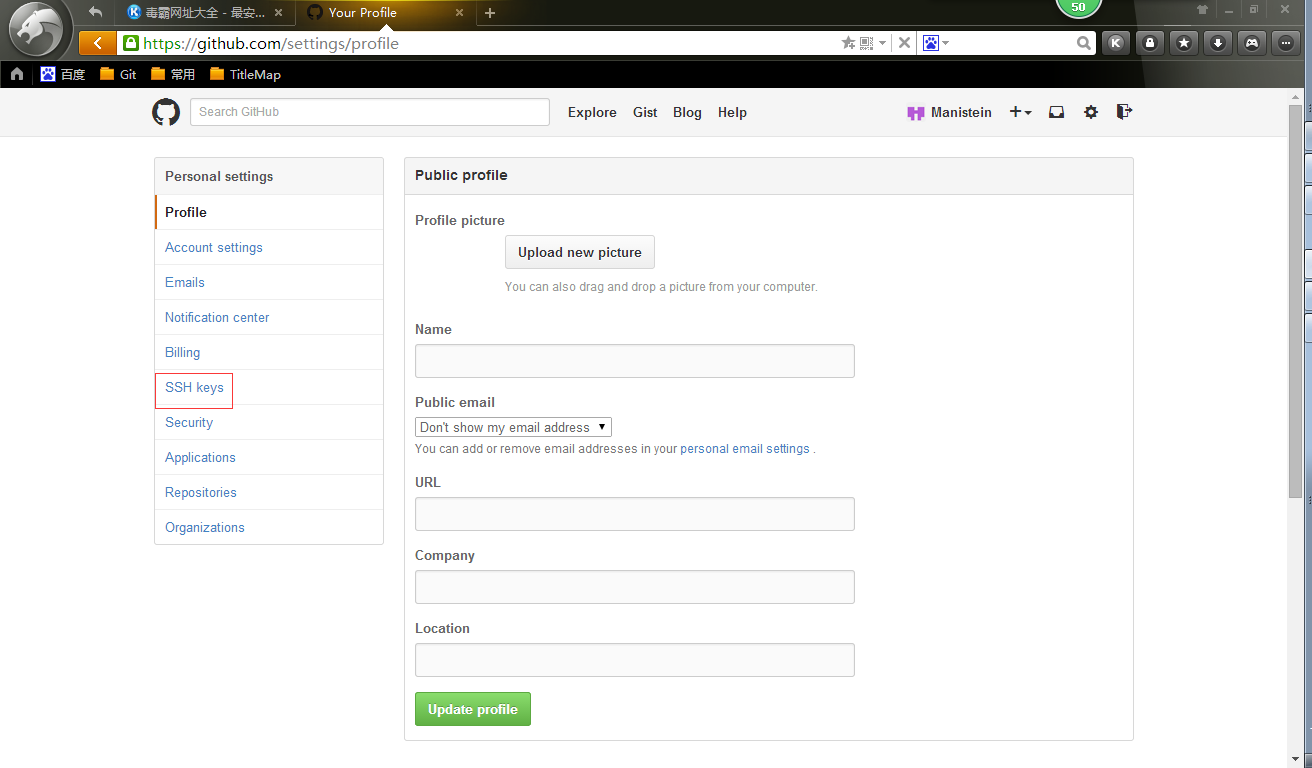 毒霸网址大全 - 最安...
Your Profile
50
https://github.com/settings/profile
K
百度
Git
常用
TitleMap
Search GitHub
Explore
Gist
Blog
Help
Manistein
Personal settings
Profile
Account settings
Emails
Notification center
Billing
SSH keys
Security
Applications
Repositories
Organizations
Public profile
Profile picture
Upload new picture
You can also drag and drop a picture from your computer.
Name
Public email
Don't show my email address
You can add or remove email addresses in your personal email settings .
URL
Company
Location
Update profile